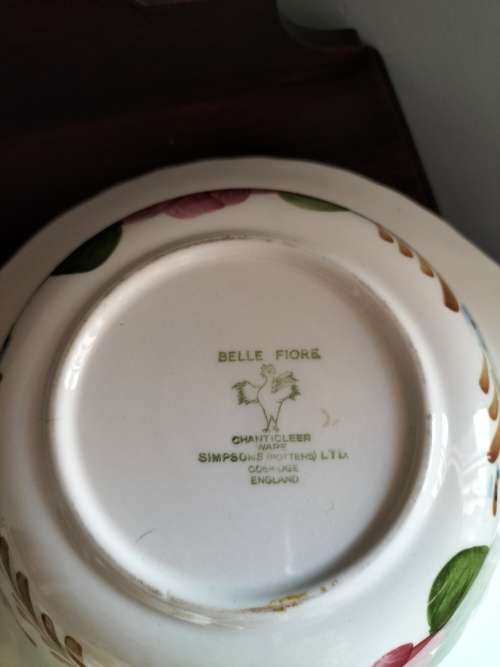 BELLE FIORE
CHANTICLEER
WARE
SIMPSONS (POTTERS) LTD.
COBRIDGE
ENGLAND